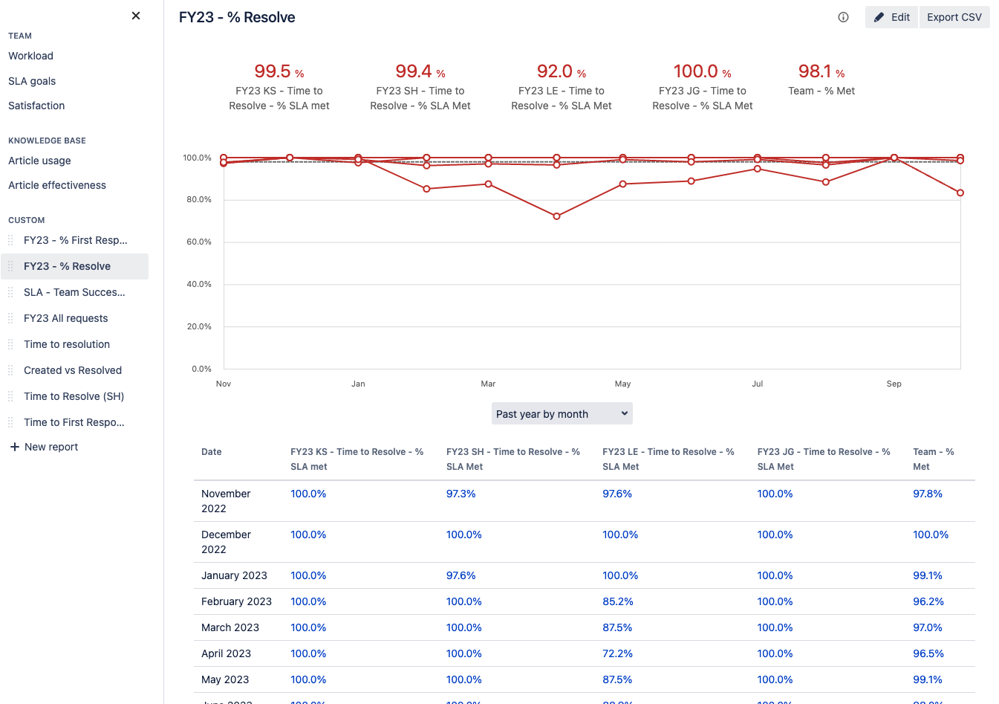 TEAM
Workload
SLA goals
Satisfaction
KNOWLEDGE BASE
Article usage
Article effectiveness
CUSTOM
FY23 - % First Resp...
FY23 - % Resolve
SLA - Team Succes...
FY23 All requests
Time to resolution
Created vs Resolved
Time to Resolve (SH)
Time to First Respo...
New report
FY23 - % Resolve
Edit
Export CSV
99.5 %
FY23 KS - Time to
Resolve - % SLA met
99.4 %
FY23 SH - Time to
Resolve - % SLA Met
92.0 %
FY23 LE - Time to
Resolve - % SLA Met
100.0 %
FY23 JG - Time to
Resolve - % SLA Met
98.1 %
Team - % Met
100.0%
80.0%
60.0%
40.0%
20.0%
0.0%
Nov Jan Mar May Jul Sep
Past year by month
Date
FY23 KS - Time to Resolve - %
SLA met
FY23 SH - Time to Resolve - %
SLA Met
FY23 LE - Time to Resolve - %
SLA Met
FY23 JG - Time to Resolve - %
SLA Met
Team - %
Met
November
2022
100.0% 97.3% 97.6% 100.0% 97.8%
December
2022
100.0% 100.0% 100.0% 100.0% 100.0%
January 2023 100.0% 97.6% 100.0% 100.0% 99.1%
February 2023 100.0% 100.0% 85.2% 100.0% 96.2%
March 2023 100.0% 100.0% 87.5% 100.0% 97.0%
April 2023 100.0% 100.0% 72.2% 100.0% 96.5%
May 2023 100.0% 100.0% 87.5% 100.0% 99.1%